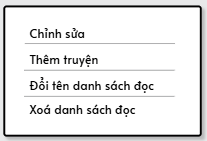 Chỉnh sửa
Thêm truyện
Đổi tên danh sách đọc
Xoá danh sách đọc